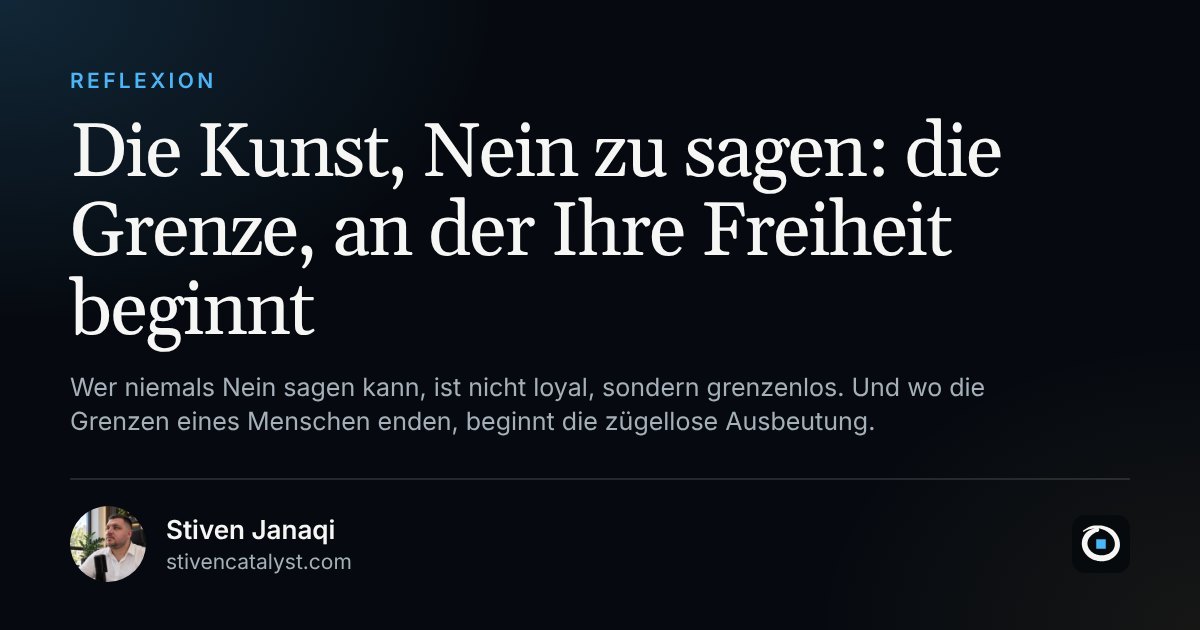 REFLEXION
Die Kunst, Nein zu sagen: die
Grenze, an der Ihre Freiheit
beginnt
Wer niemals Nein sagen kann, ist nicht loyal, sondern grenzenlos. Und wo die
Grenzen eines Menschen enden, beginnt die zügellose Ausbeutung.
Stiven Janaqi
stivencatalyst.com